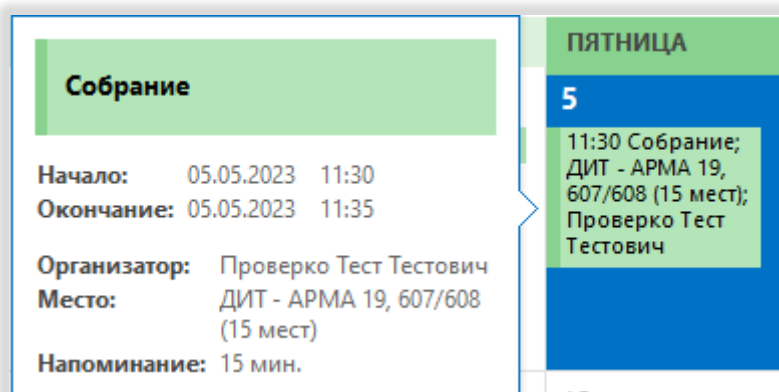 Собрание
Начало: 05.05.2023 11:30
Окончание: 05.05.2023 11:35
Организатор: Проверко Тест Тестович
Место: ДИТ - АРМА 19, 607/608
(15 мест)
Напоминание: 15 мин.
ПЯТНИЦА
5
11:30 Собрание;
ДИТ - АРМА 19,
607/608 (15 мест);
Проверко Тест
Тестович